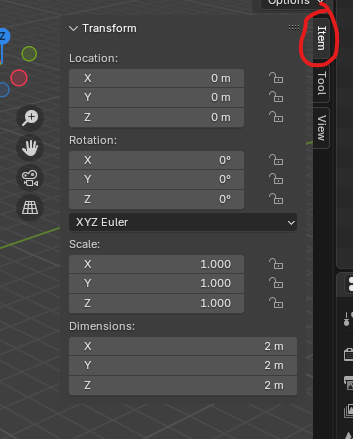 Options
Z
Transform
Item
Tool
View
Location:
X 0 m
Y 0 m
Z 0 m
Rotation:
X 0°
Y 0°
Z 0°
XYZ Euler
Scale:
X 1.000
Y 1.000
Z 1.000
Dimensions:
X 2 m
Y 2 m
Z 2 m